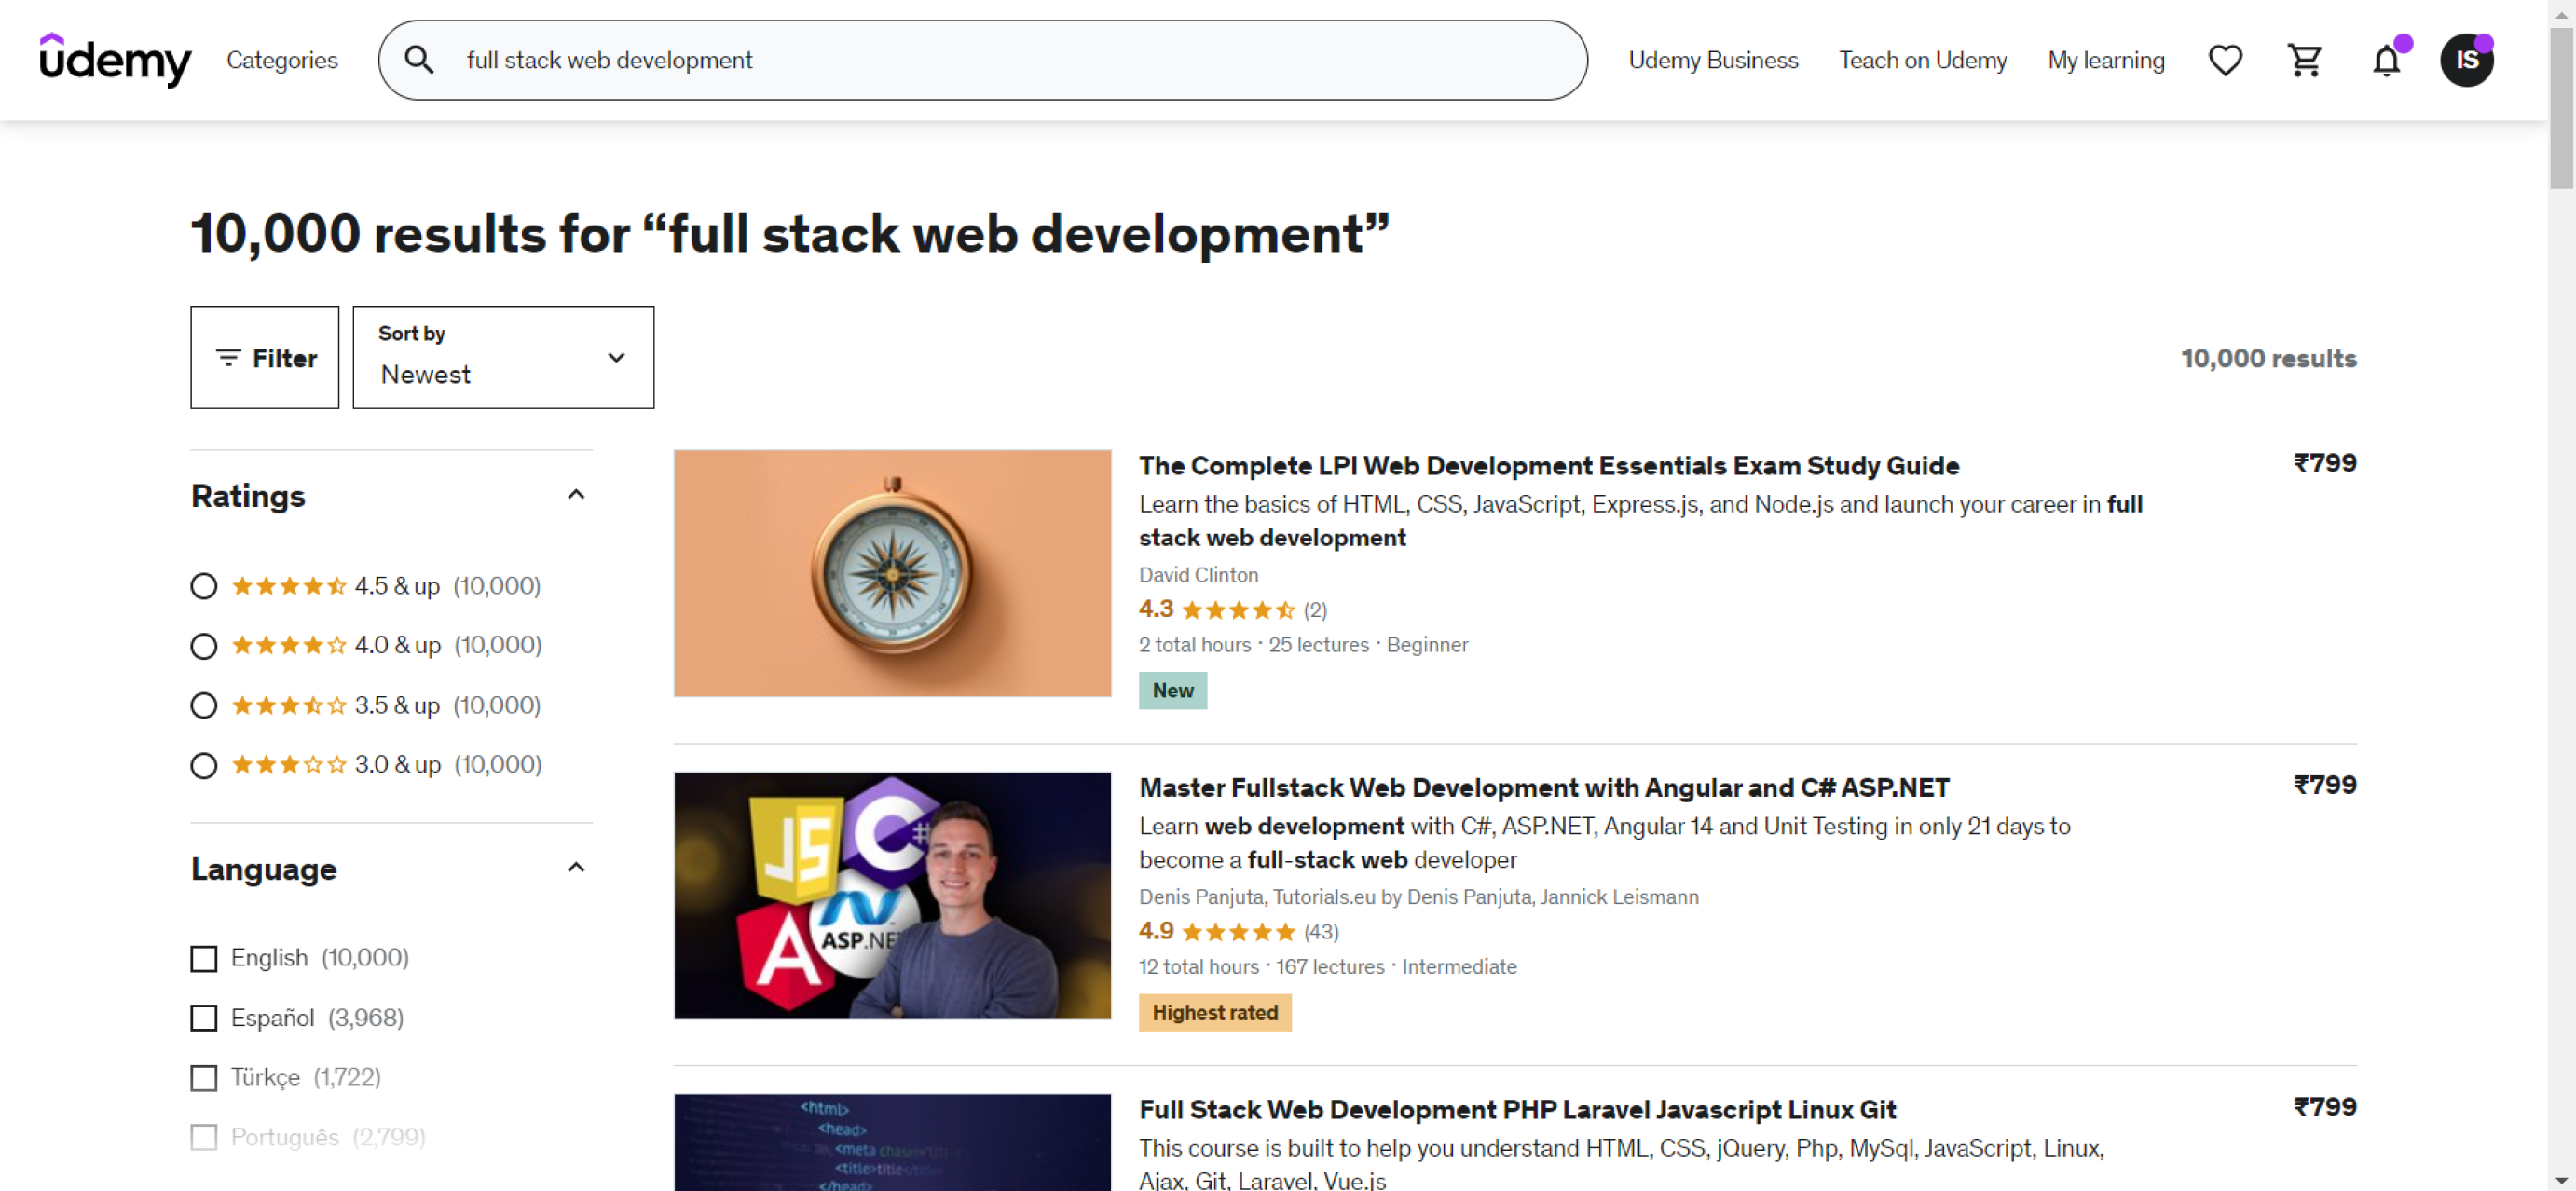 udemy
Categories
full stack web development
Udemy Business
Teach on Udemy
My learning
IS
10,000 results for “full stack web development”
Filter
Sort by
Newest
10,000 results
Ratings
4.5 & up (10,000)
4.0 & up (10,000)
3.5 & up (10,000)
3.0 & up (10,000)
Language
English (10,000)
Español (3,968)
Türkçe (1,722)
Português (2,799)
The Complete LPI Web Development Essentials Exam Study Guide
₹799
Learn the basics of HTML, CSS, JavaScript, Express.js, and Node.js and launch your career in full
stack web development
David Clinton
4.3 (2)
2 total hours · 25 lectures · Beginner
New
JS
C#
A
ASP.NE
Master Fullstack Web Development with Angular and C# ASP.NET
₹799
Learn web development with C#, ASP.NET, Angular 14 and Unit Testing in only 21 days to
become a full-stack web developer
Denis Panjuta, Tutorials.eu by Denis Panjuta, Jannick Leismann
4.9 (43)
12 total hours · 167 lectures · Intermediate
Highest rated
<html>
<head>
<meta
<title>title</title>
</head>
Full Stack Web Development PHP Laravel Javascript Linux Git
₹799
This course is built to help you understand HTML, CSS, jQuery, Php, MySql, JavaScript, Linux,
Ajax, Git, Laravel, Vue.js